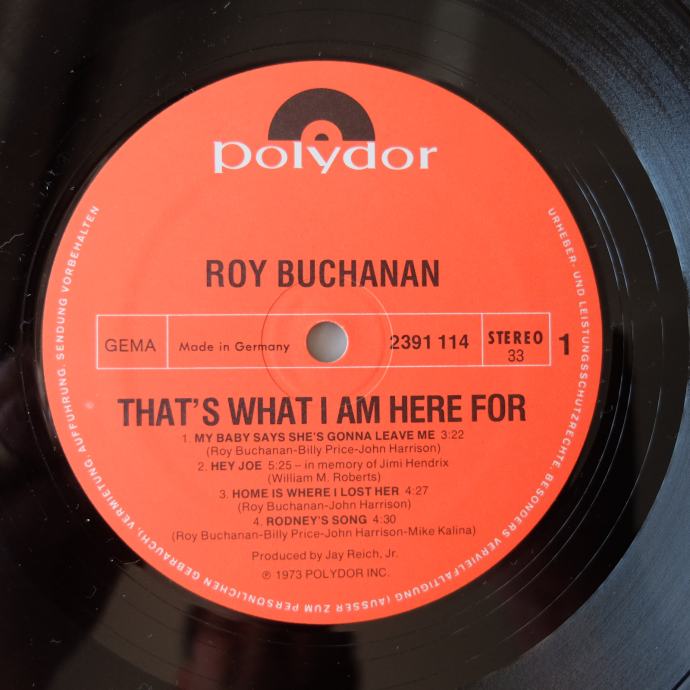 polydor
ROY BUCHANAN
GEMA
Made in Germany
2391 114
STEREO
33
1
THAT'S WHAT I AM HERE FOR
1. MY BABY SAYS SHE'S GONNA LEAVE ME 3:22
(Roy Buchanan-Billy Price-John Harrison)
2. HEY JOE 5:25 – in memory of Jimi Hendrix
(William M. Roberts)
3. HOME IS WHERE I LOST HER 4:27
(Roy Buchanan-John Harrison)
4. RODNEY'S SONG 4:30
(Roy Buchanan-Billy Price-John Harrison-Mike Kalina)
Produced by Jay Reich, Jr.
℗ 1973 POLYDOR INC.
URHEBER- UND LEISTUNGSSCHUTZRECHTE, BESONDERS VERVIELFÄLTIGUNG (AUSSER ZUM PERSÖNLICHEN GEBRAUCH), VERMIETUNG, AUFFÜHRUNG, SENDUNG VORBEHALTEN